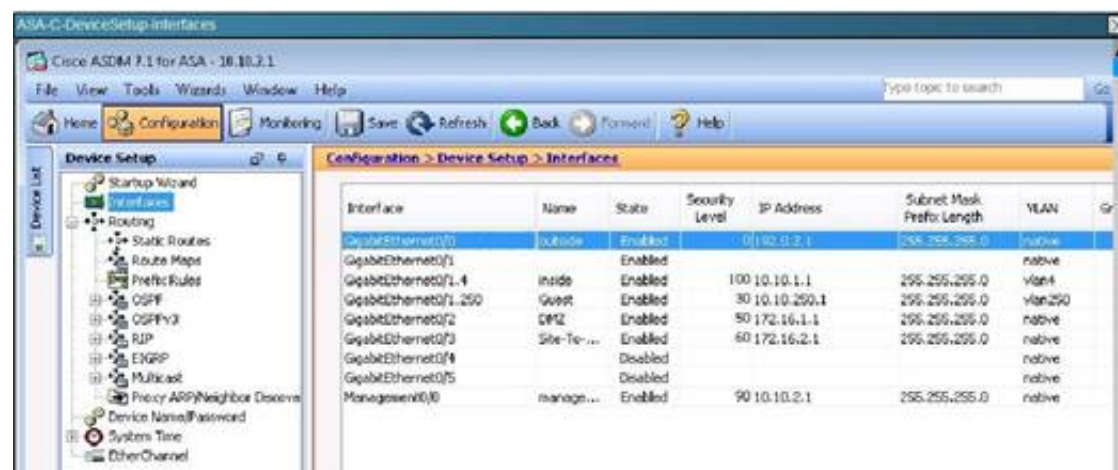 ASA-C-DeviceSetup-Interfaces
Cisco ASDM 7.1 for ASA - 10.10.2.1
File View Tools Wizards Window Help
Type topic to search Go
Home Configuration Monitoring Save Refresh Back Forward Help
Device List
Device Setup
Startup Wizard
Interfaces
Routing
Static Routes
Route Maps
Prefix Rules
OSPF
OSPFv3
RIP
EIGRP
Multicast
Proxy ARP/Neighbor Discove
Device Name/Password
System Time
EtherChannel
Configuration > Device Setup > Interfaces
Interface Name State Security Level IP Address Subnet Mask Prefix Length VLAN Gr
GigabitEthernet0/0 outside Enabled 0 192.0.2.1 255.255.255.0 native
GigabitEthernet0/1 Enabled native
GigabitEthernet0/1.4 inside Enabled 100 10.10.1.1 255.255.255.0 vlan4
GigabitEthernet0/1.250 Guest Enabled 30 10.10.250.1 255.255.255.0 vlan250
GigabitEthernet0/2 DMZ Enabled 50 172.16.1.1 255.255.255.0 native
GigabitEthernet0/3 Site-To-... Enabled 60 172.16.2.1 255.255.255.0 native
GigabitEthernet0/4 Disabled native
GigabitEthernet0/5 Disabled native
Management0/0 manage... Enabled 90 10.10.2.1 255.255.255.0 native